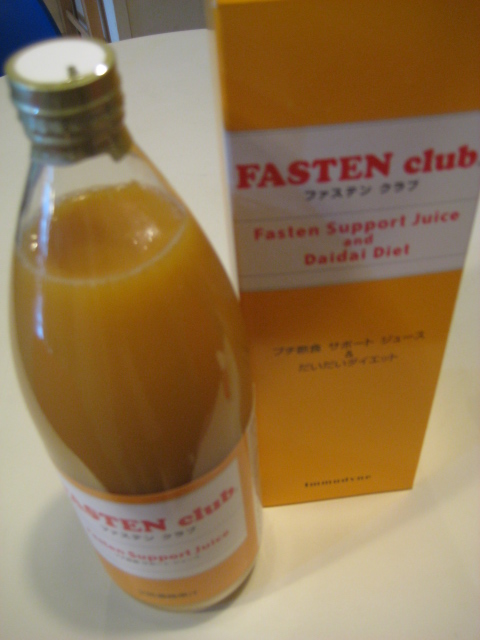 FASTEN club
ファステン クラブ
Fasten Support Juice
and
Daidai Diet
プチ断食 サポート ジュース
&
だいだいダイエット
Immudyne
FASTEN club
ファステン クラブ
Fasten Support Juice